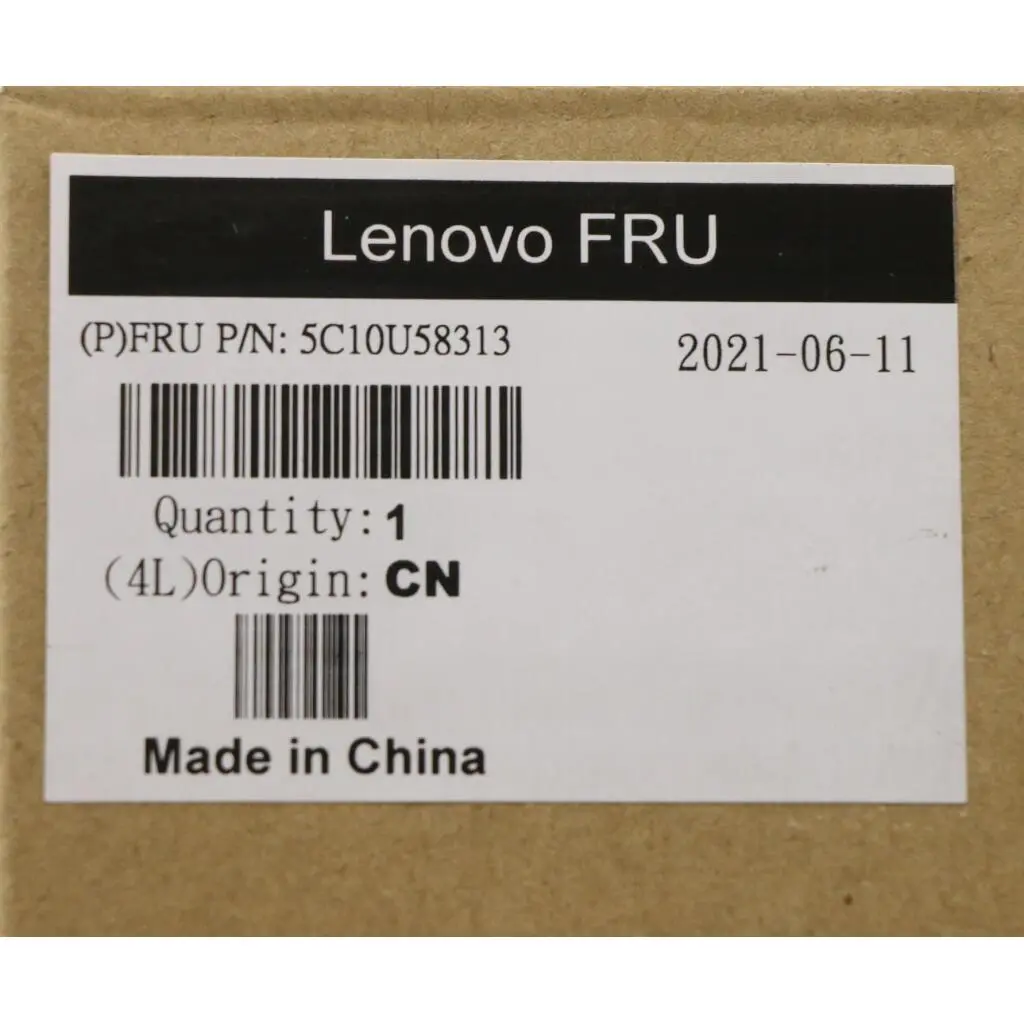 Lenovo FRU
(P)FRU P/N: 5C10U58313
2021-06-11
Quantity: 1
(4L)Origin: CN
Made in China